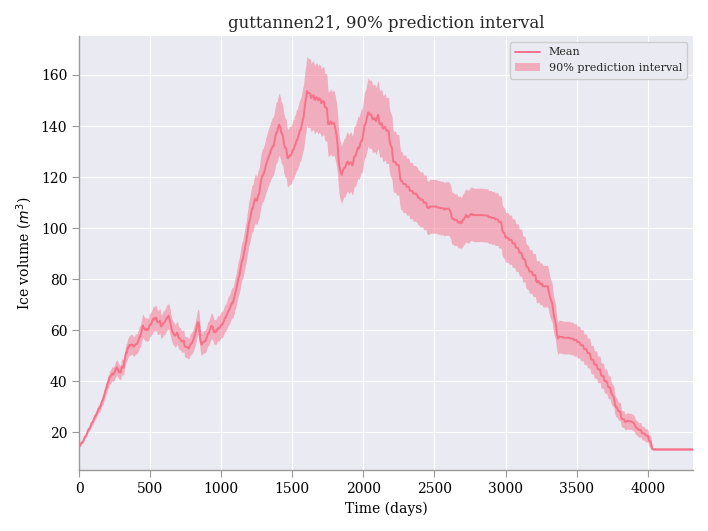 guttannen21, 90% prediction interval
Mean
90% prediction interval
Ice volume (m³)
160
140
120
100
80
60
40
20
0 500 1000 1500 2000 2500 3000 3500 4000
Time (days)